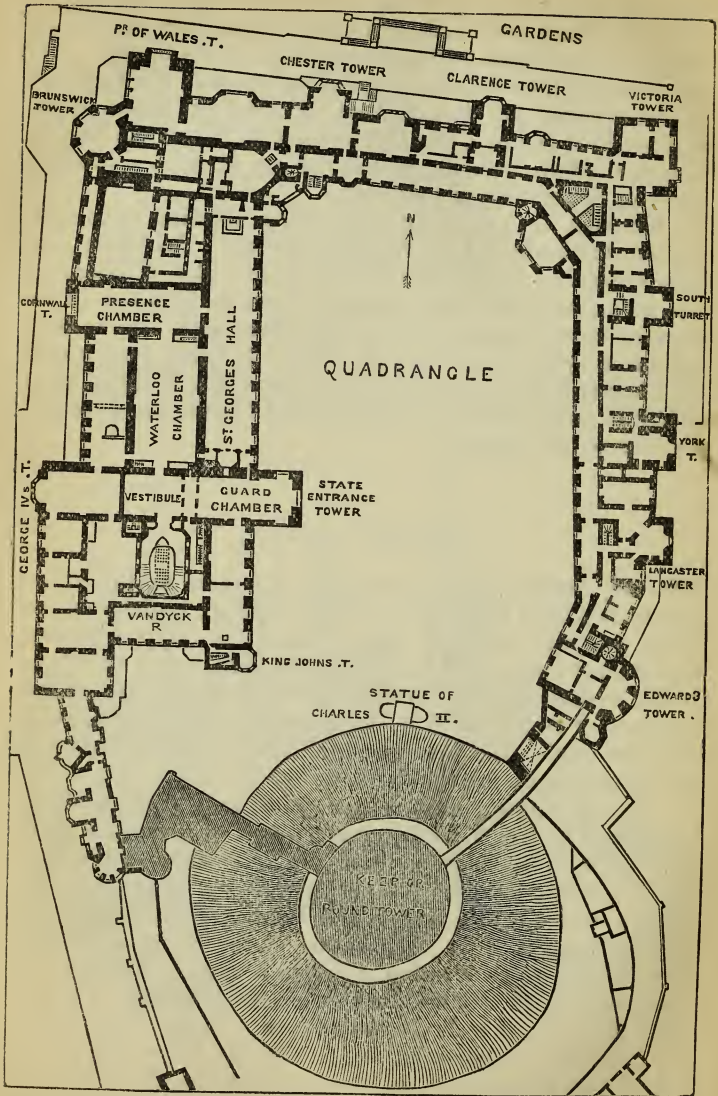 GARDENS
PR OF WALES .T.
CHESTER TOWER
CLARENCE TOWER
VICTORIA
TOWER
BRUNSWICK
TOWER
N
CORNWALL
T.
PRESENCE
CHAMBER
ST GEORGES HALL
WATERLOO
CHAMBER
QUADRANGLE
SOUTH
TURRET
YORK
T.
GEORGE IVs .T.
VESTIBULE
GUARD
CHAMBER
STATE
ENTRANCE
TOWER
LANCASTER
TOWER
VANDYCK
R
KING JOHNS .T.
STATUE OF
CHARLES II.
EDWARD 3
TOWER .
KEEP OR
ROUND TOWER